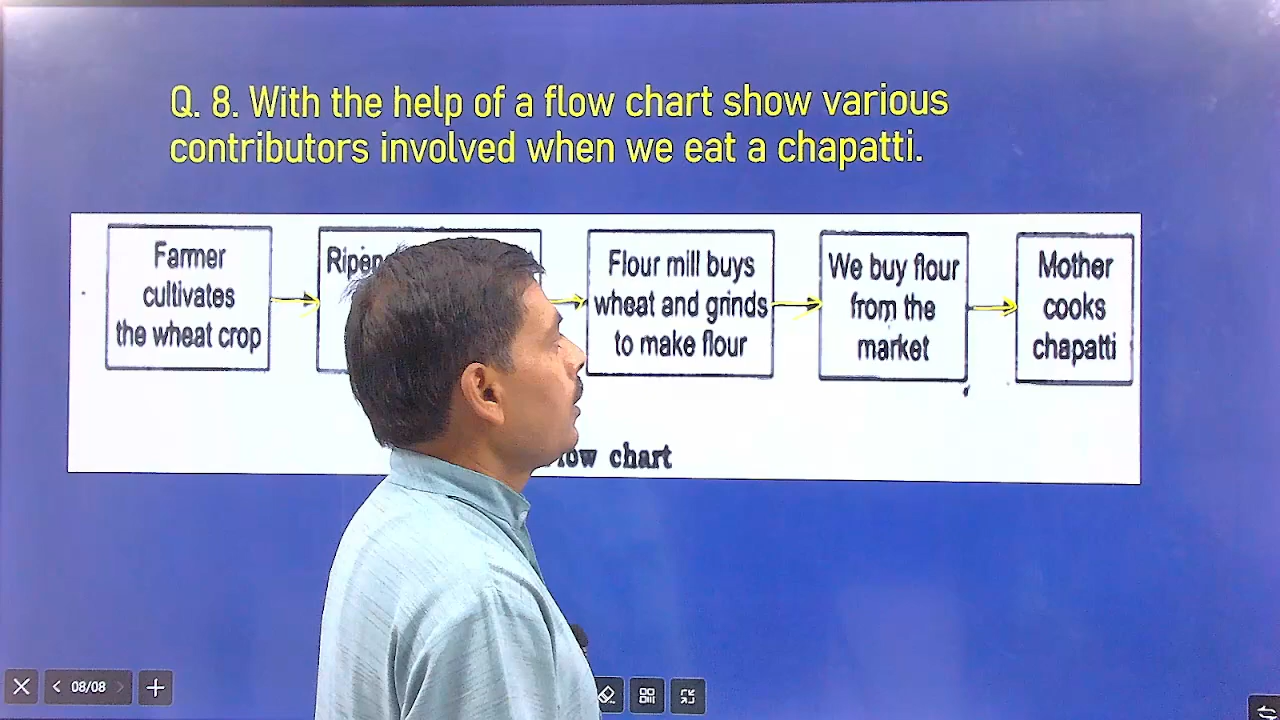 Q. 8. With the help of a flow chart show various
contributors involved when we eat a chapatti.
Farmer
cultivates
the wheat crop
Flour mill buys
wheat and grinds
to make flour
We buy flour
from the
market
Mother
cooks
chapatti
chart
08/08